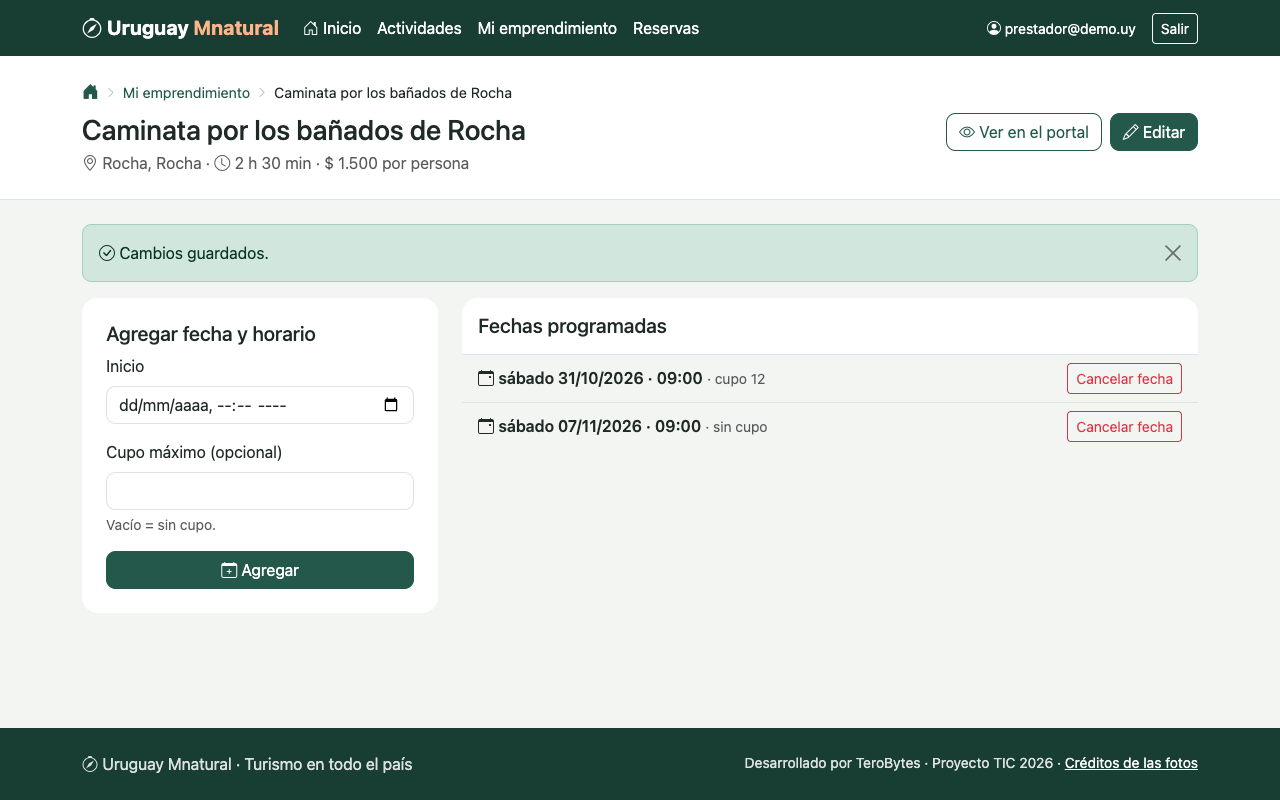 Uruguay Mnatural Inicio Actividades Mi emprendimiento Reservas prestador@demo.uy Salir
Mi emprendimiento Caminata por los bañados de Rocha
Caminata por los bañados de Rocha
Ver en el portal Editar
Rocha, Rocha · 2 h 30 min · $ 1.500 por persona
Cambios guardados.
Agregar fecha y horario
Inicio
dd/mm/aaaa, --:-- ----
Cupo máximo (opcional)
Vacío = sin cupo.
Agregar
Fechas programadas
sábado 31/10/2026 · 09:00 · cupo 12 Cancelar fecha
sábado 07/11/2026 · 09:00 · sin cupo Cancelar fecha
Uruguay Mnatural · Turismo en todo el país
Desarrollado por TeroBytes · Proyecto TIC 2026 · Créditos de las fotos